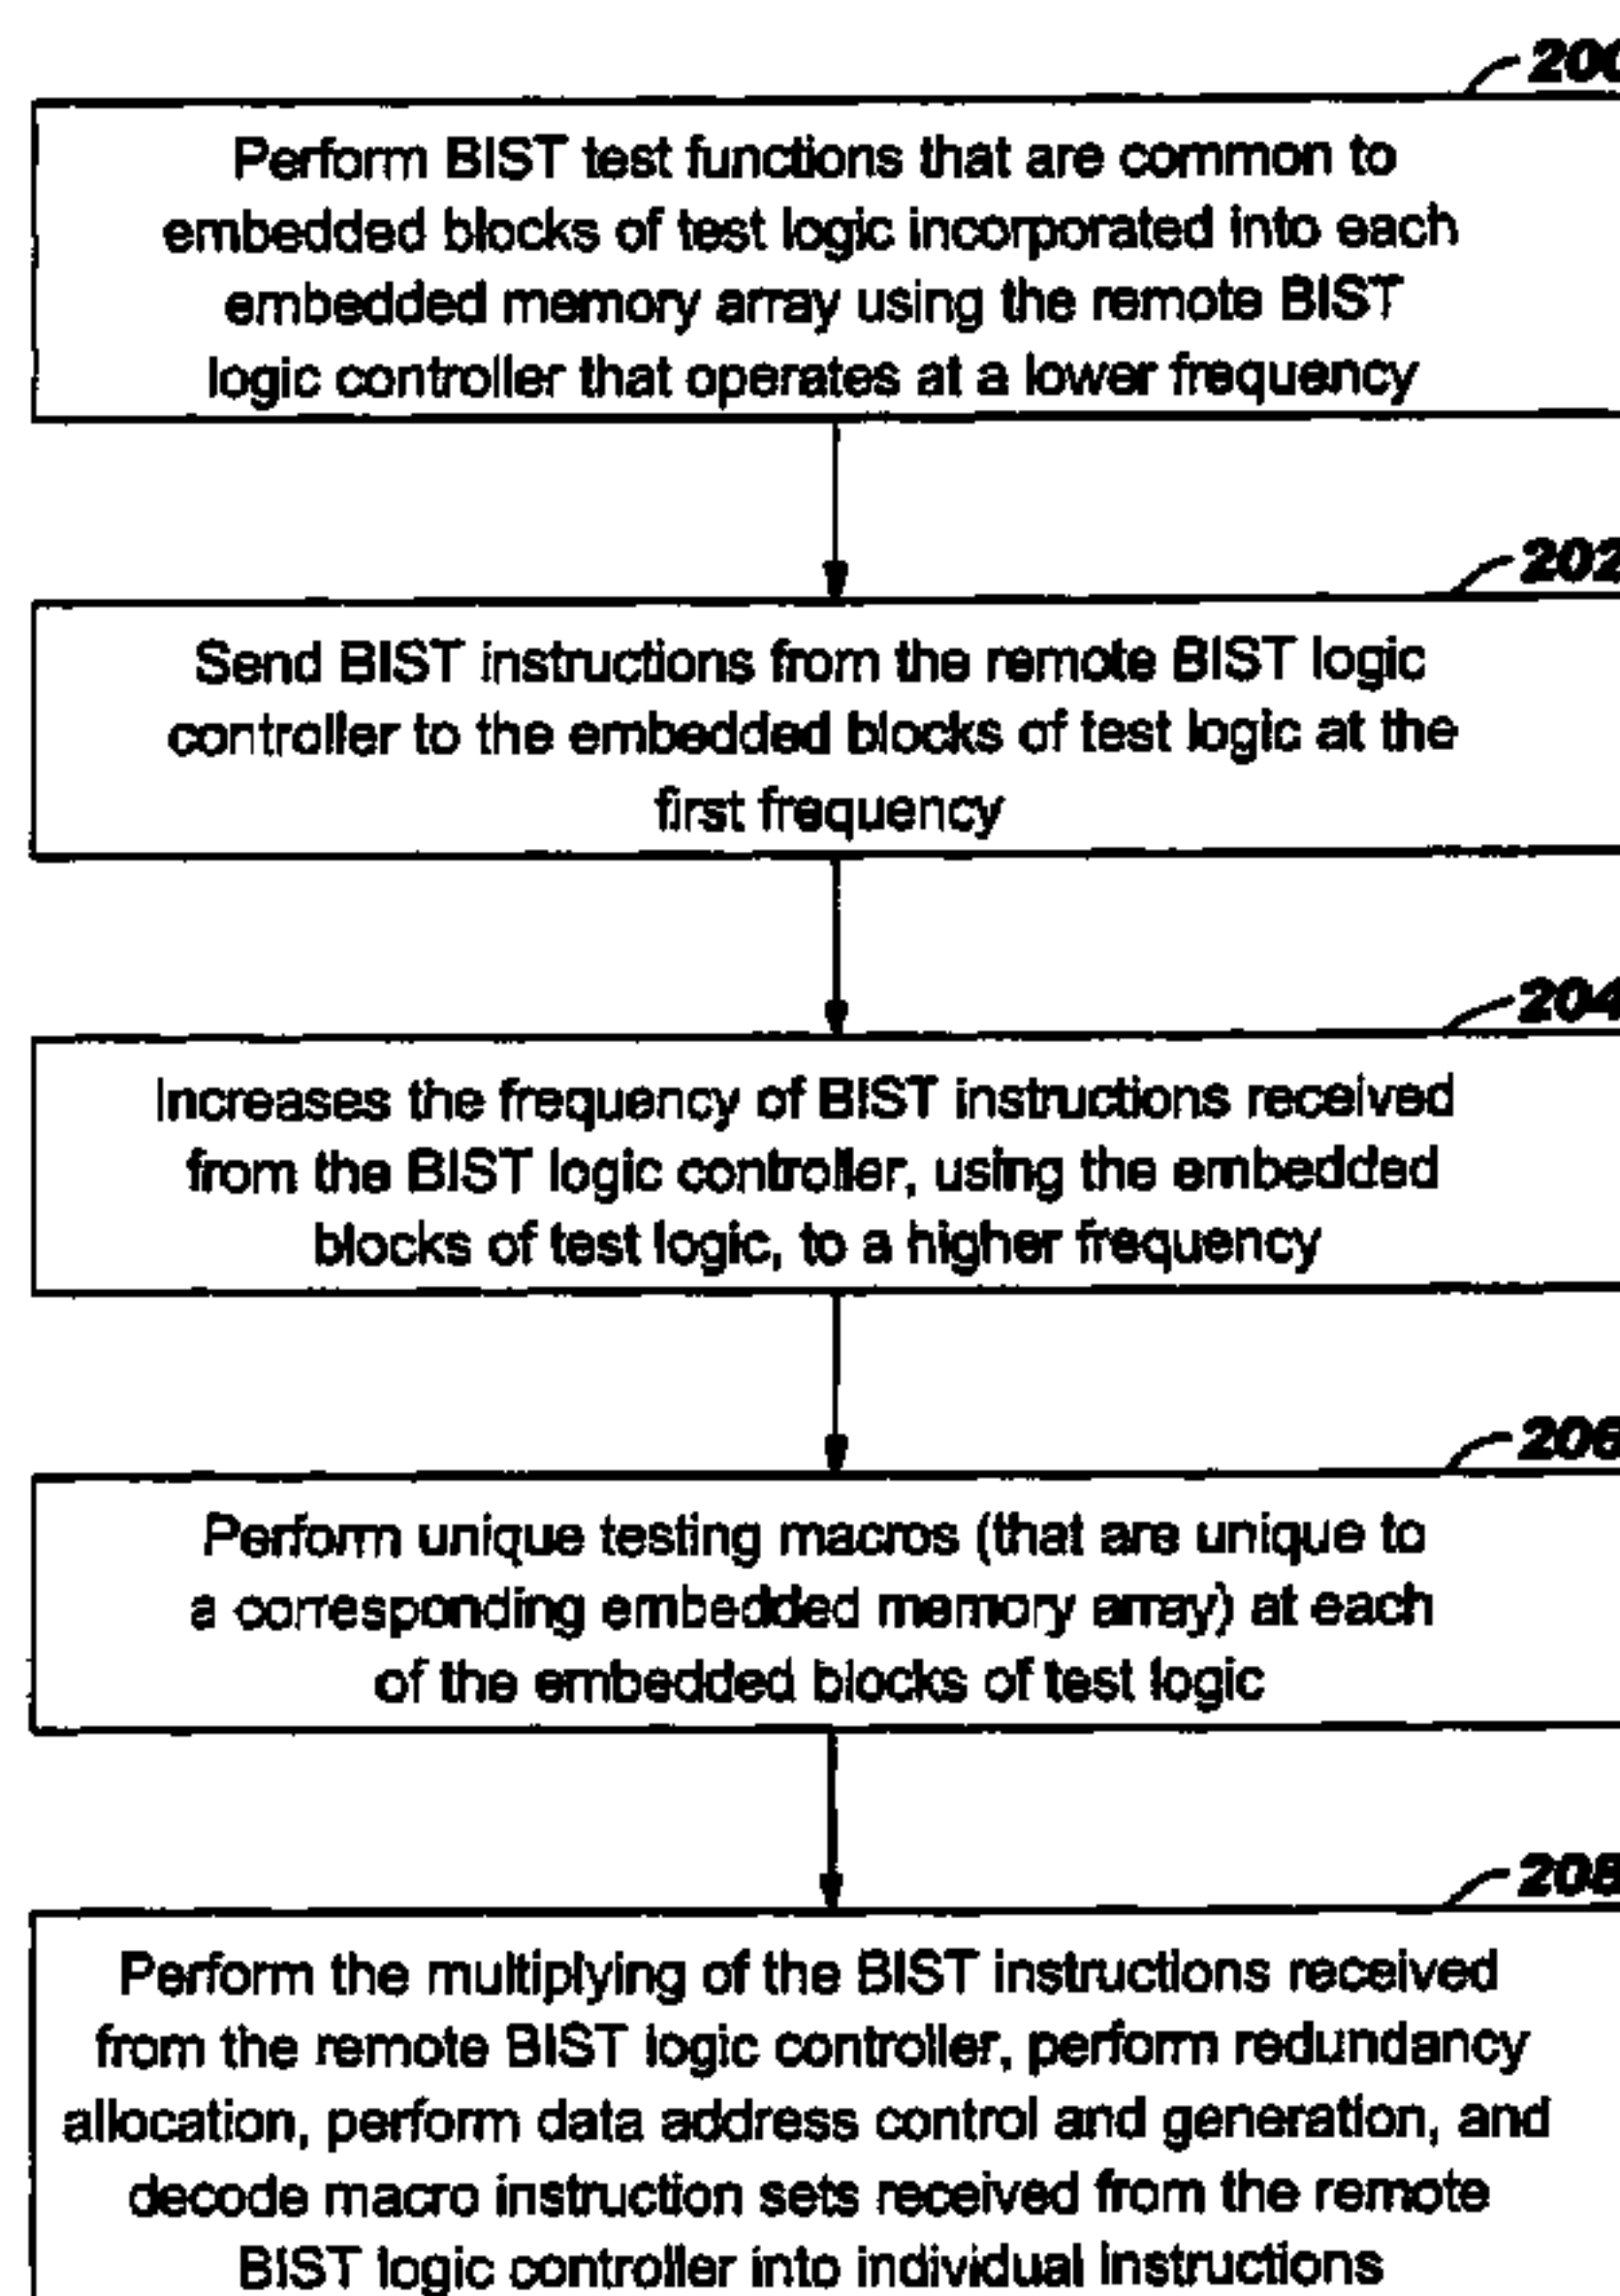 200
Perform BIST test functions that are common to
embedded blocks of test logic incorporated into each
embedded memory array using the remote BIST
logic controller that operates at a lower frequency
202
Send BIST instructions from the remote BIST logic
controller to the embedded blocks of test logic at the
first frequency
204
Increases the frequency of BIST instructions received
from the BIST logic controller, using the embedded
blocks of test logic, to a higher frequency
206
Perform unique testing macros (that are unique to
a corresponding embedded memory array) at each
of the embedded blocks of test logic
208
Perform the multiplying of the BIST instructions received
from the remote BIST logic controller, perform redundancy
allocation, perform data address control and generation, and
decode macro instruction sets received from the remote
BIST logic controller into individual instructions